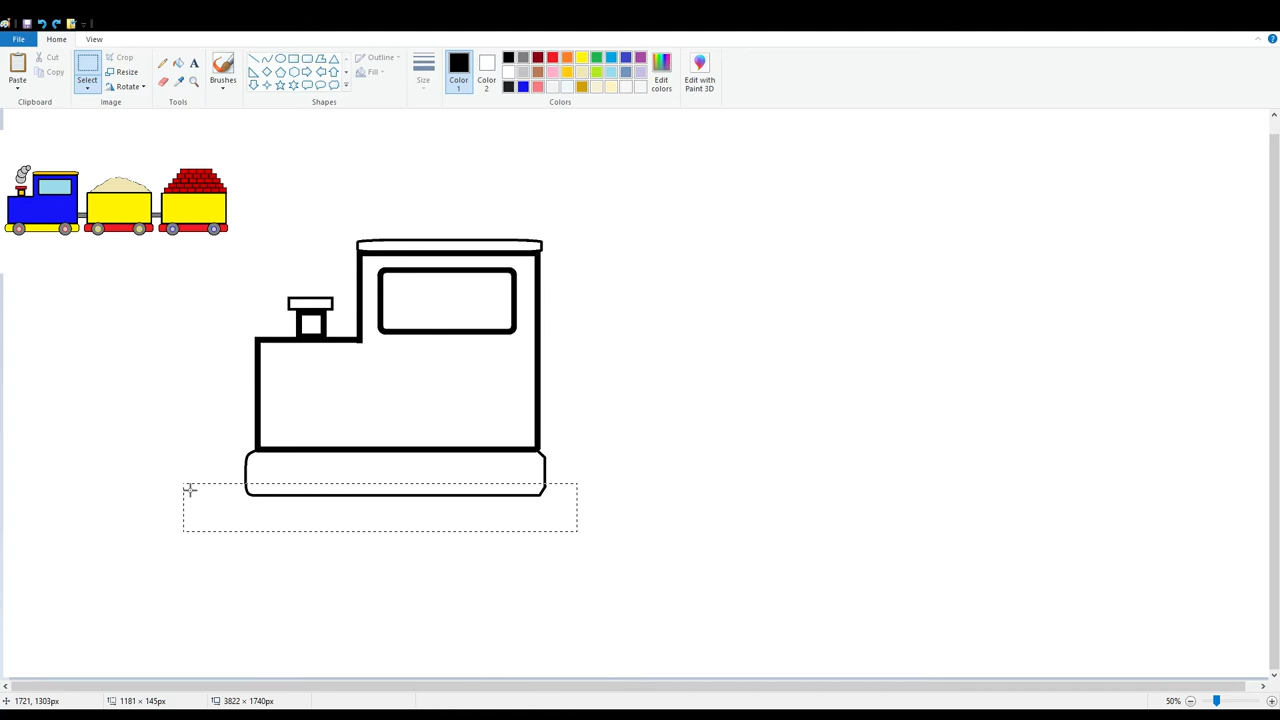 File Home View
Paste
Cut
Copy
Clipboard
Select
Crop
Resize
Rotate
Image
Tools
Brushes
Shapes
Outline
Fill
Size
Color 1
Color 2
Edit colors
Edit with Paint 3D
Colors
1721, 1303px
1181 × 145px
3822 × 1740px
50%